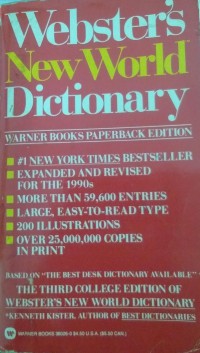 Webster's
New World
Dictionary
WARNER BOOKS PAPERBACK EDITION
#1 NEW YORK TIMES BESTSELLER
EXPANDED AND REVISED
FOR THE 1990s
MORE THAN 59,600 ENTRIES
LARGE, EASY-TO-READ TYPE
200 ILLUSTRATIONS
OVER 25,000,000 COPIES
IN PRINT
BASED ON "THE BEST DESK DICTIONARY AVAILABLE"*
THE THIRD COLLEGE EDITION OF
WEBSTER'S NEW WORLD DICTIONARY
*KENNETH KISTER, AUTHOR OF BEST DICTIONARIES
WARNER BOOKS U.S.A.